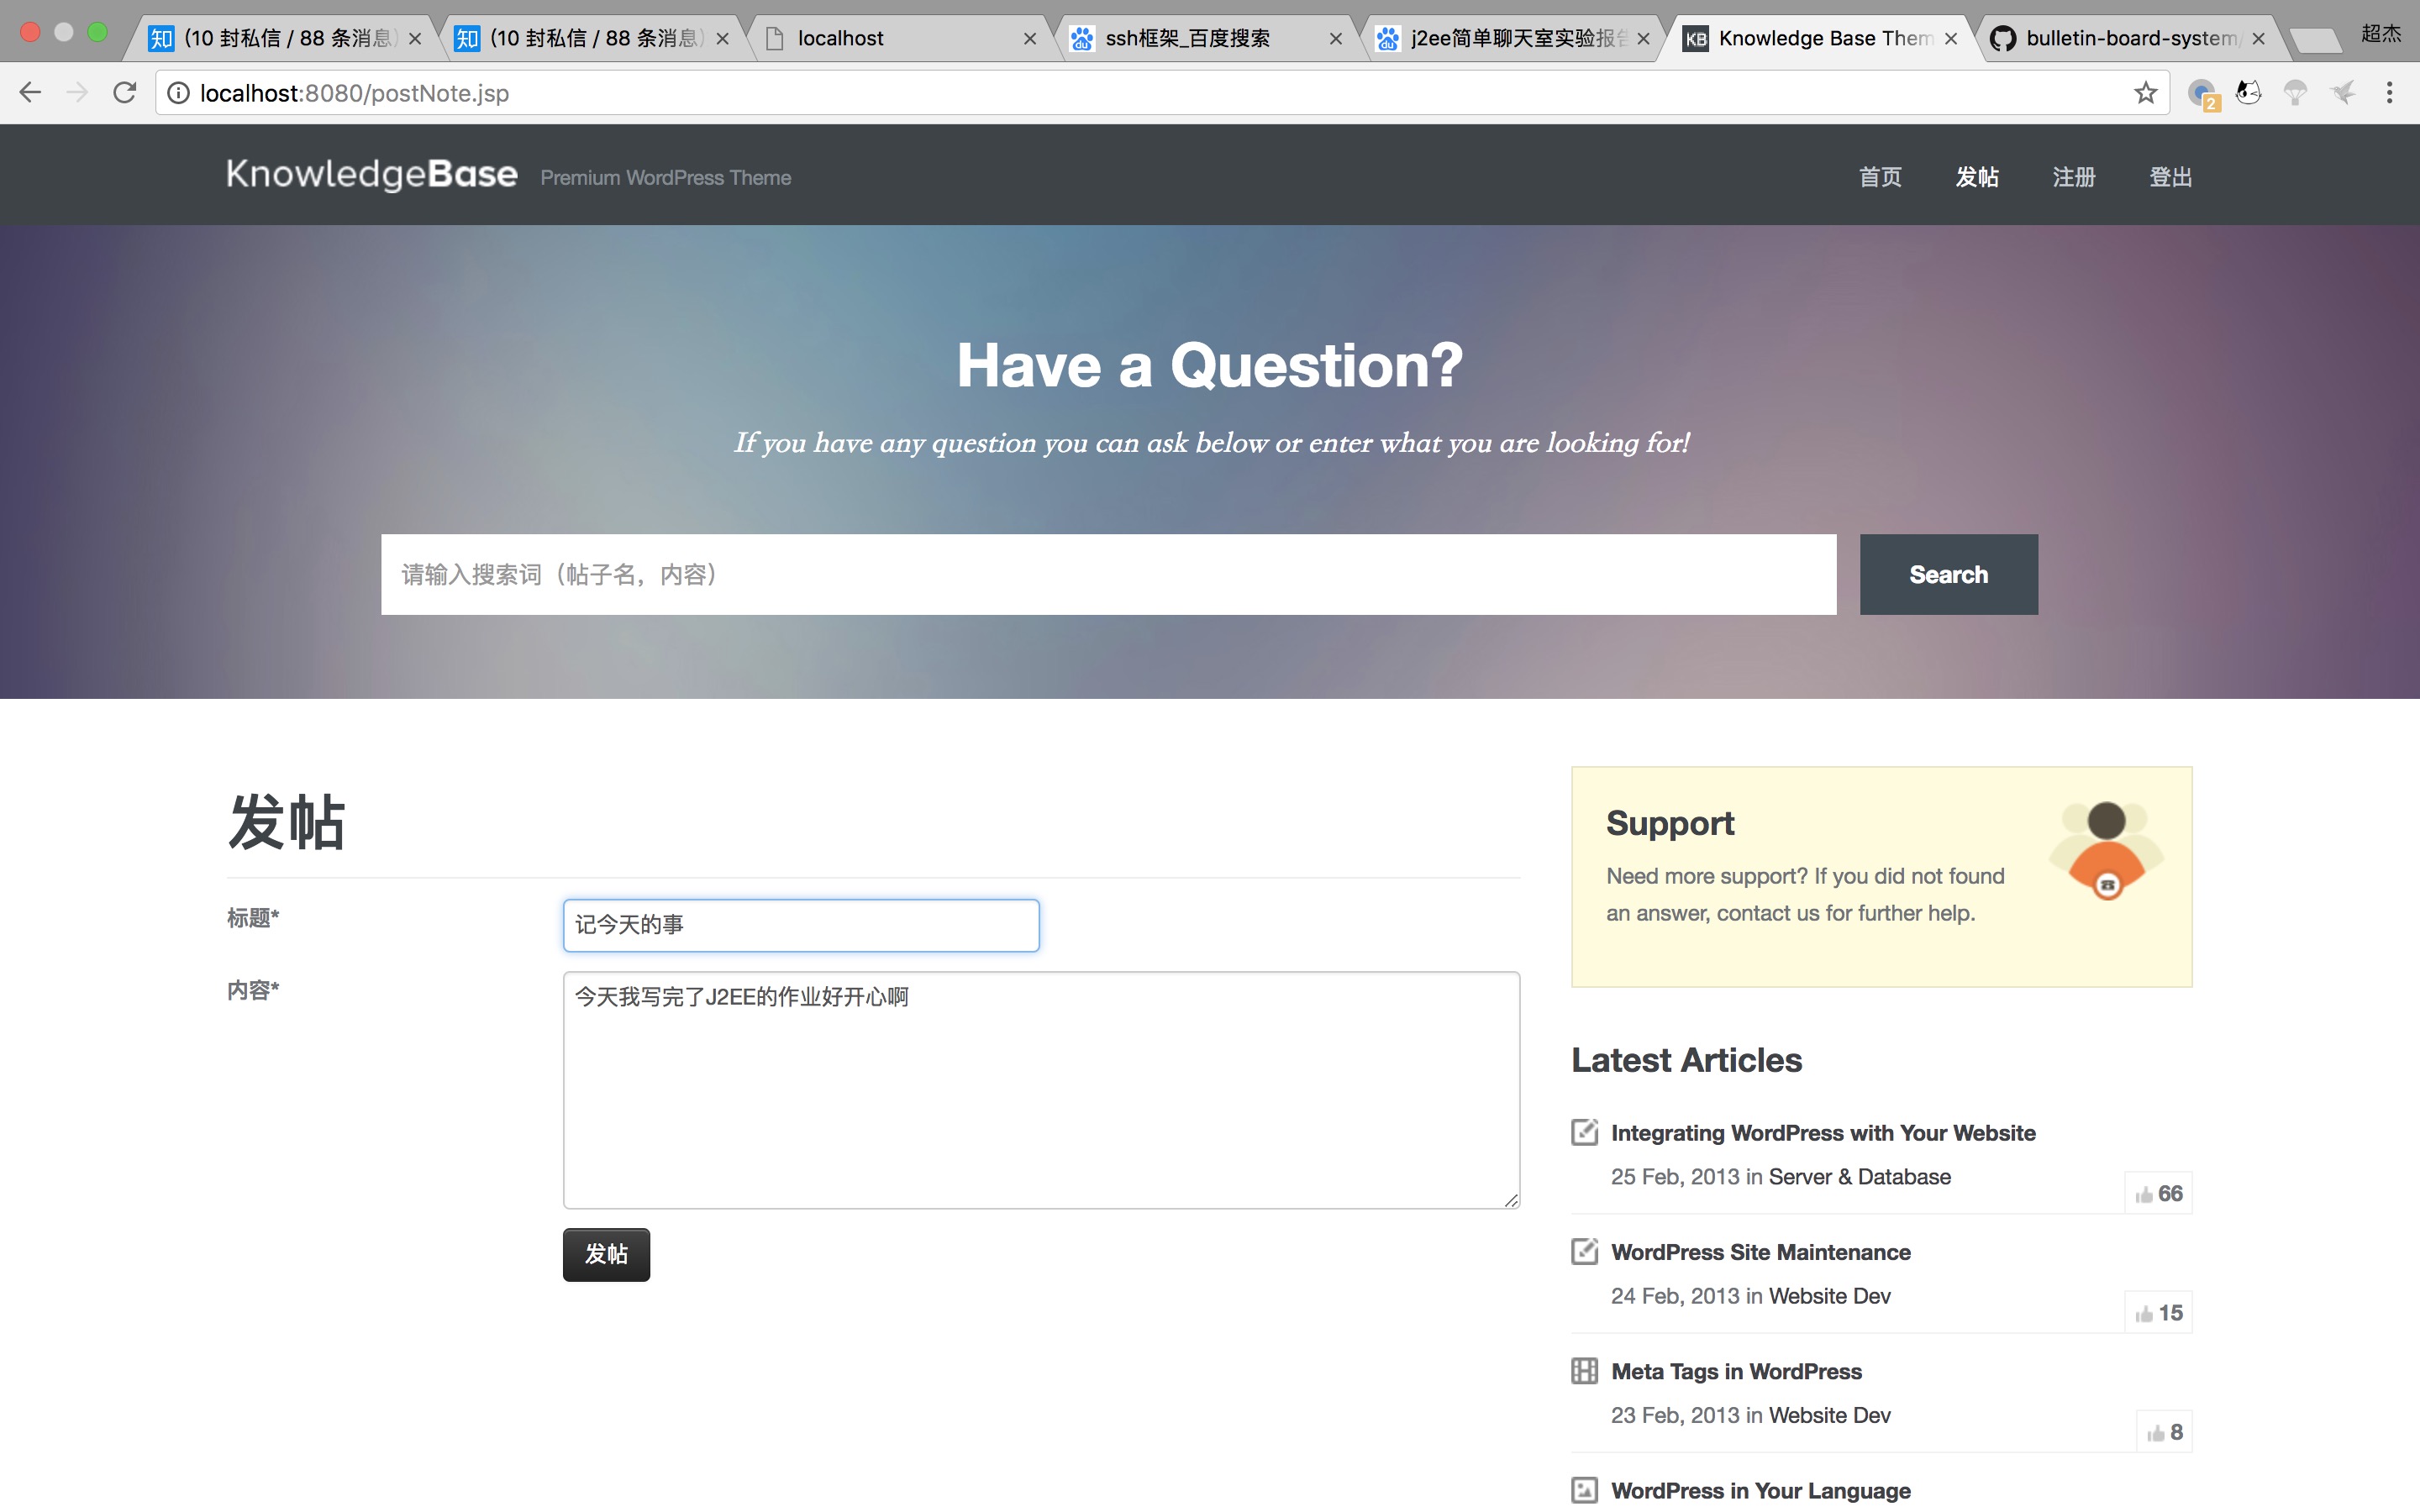 (10 封私信 / 88 条消息)
(10 封私信 / 88 条消息)
localhost
ssh框架_百度搜索
j2ee简单聊天室实验报告
Knowledge Base Them
bulletin-board-system/
超杰
localhost:8080/postNote.jsp
2
KnowledgeBase
Premium WordPress Theme
首页
发帖
注册
登出
Have a Question?
If you have any question you can ask below or enter what you are looking for!
请输入搜索词（帖子名，内容）
Search
发帖
标题*
记今天的事
内容*
今天我写完了J2EE的作业好开心啊
发帖
Support
Need more support? If you did not found
an answer, contact us for further help.
Latest Articles
Integrating WordPress with Your Website
25 Feb, 2013 in Server & Database
66
WordPress Site Maintenance
24 Feb, 2013 in Website Dev
15
Meta Tags in WordPress
23 Feb, 2013 in Website Dev
8
WordPress in Your Language